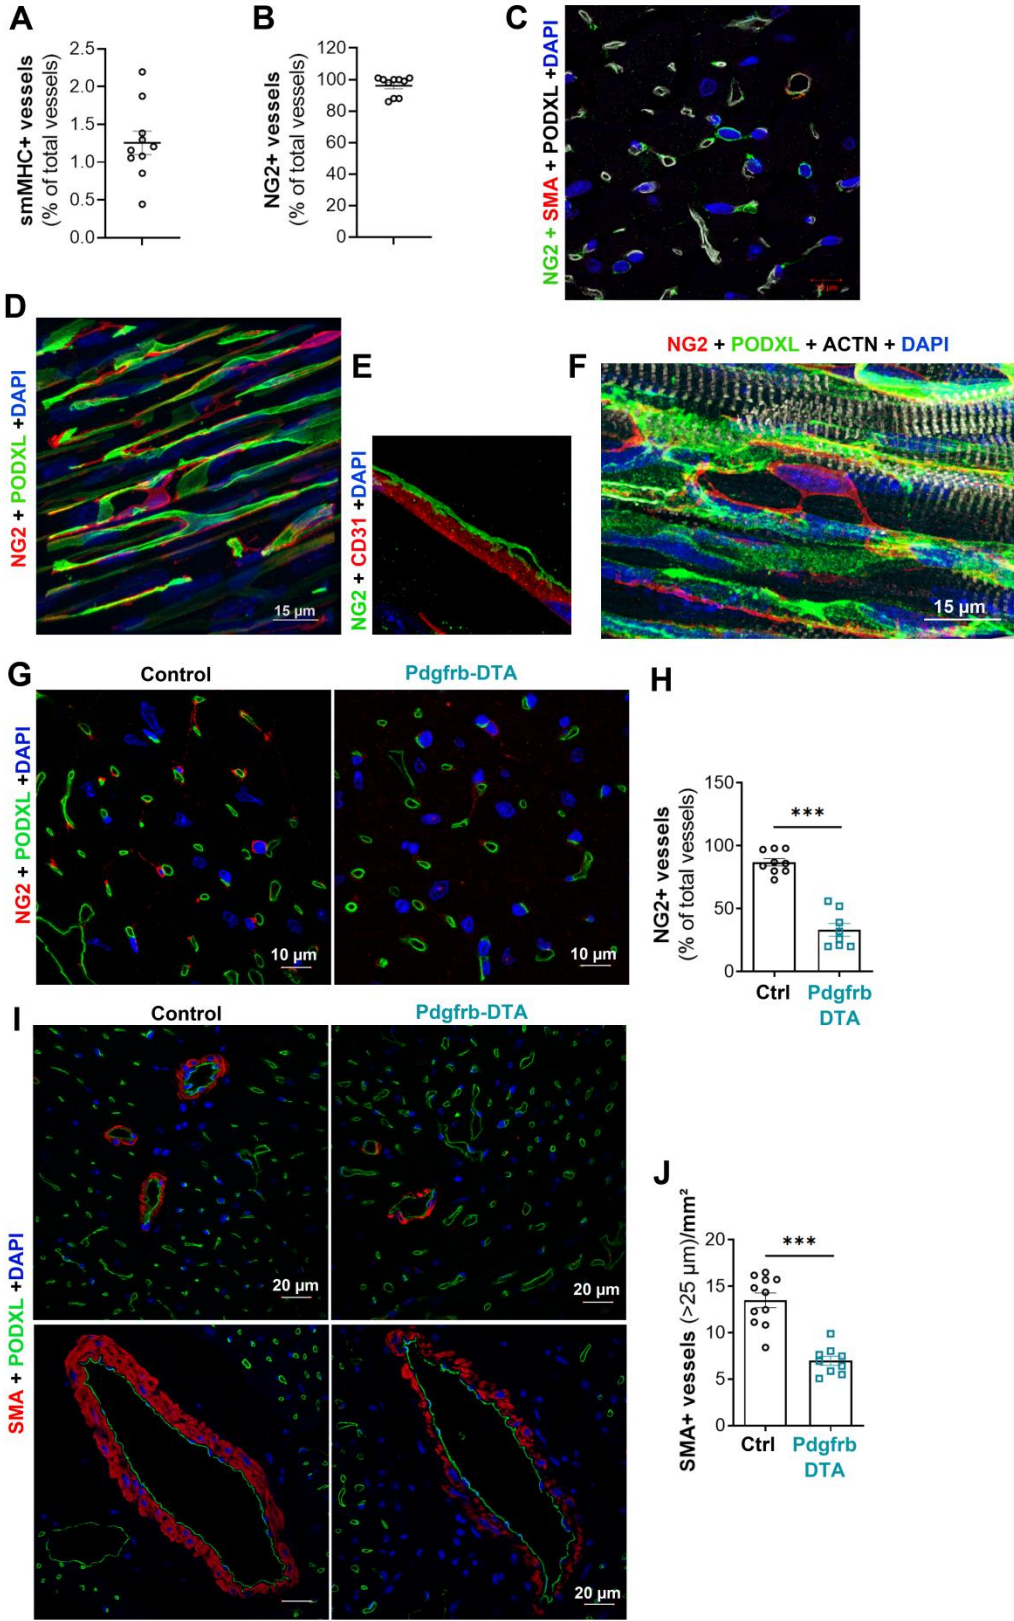 A
smMHC+ vessels
(% of total vessels)
2.5
2.0
1.5
1.0
0.5
0.0
B
NG2+ vessels
(% of total vessels)
120
100
80
60
40
20
0
C
NG2 + SMA + PODXL +DAPI
D
NG2 + PODXL +DAPI
15 µm
E
NG2 + CD31 +DAPI
F
NG2 + PODXL + ACTN + DAPI
15 µm
G
Control
Pdgfrb-DTA
NG2 + PODXL +DAPI
10 µm
10 µm
H
NG2+ vessels
(% of total vessels)
150
100
50
0
***
Ctrl
Pdgfrb
DTA
I
Control
Pdgfrb-DTA
SMA + PODXL +DAPI
20 µm
20 µm
20 µm
J
SMA+ vessels (>25 µm)/mm²
20
15
10
5
0
***
Ctrl
Pdgfrb
DTA